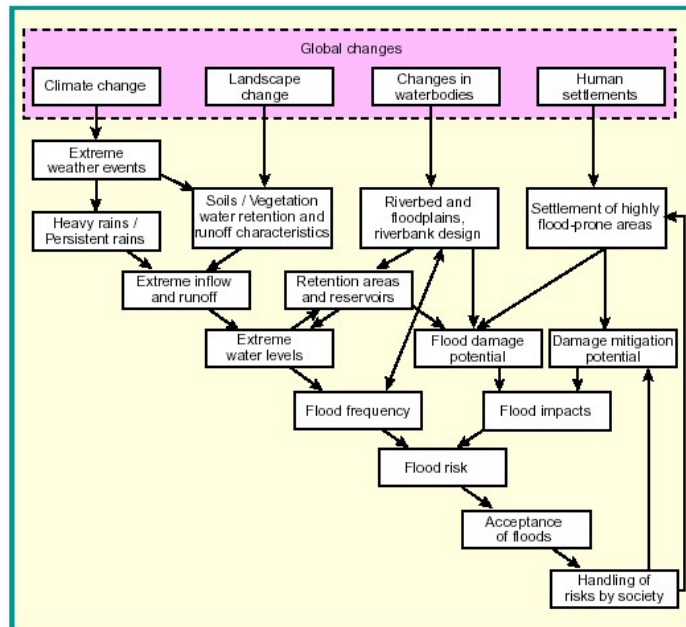 Global changes
Climate change
Landscape
change
Changes in
waterbodies
Human
settlements
Extreme
weather events
Heavy rains /
Persistent rains
Soils / Vegetation
water retention and
runoff characteristics
Riverbed and
floodplains,
riverbank design
Settlement of highly
flood-prone areas
Extreme inflow
and runoff
Retention areas
and reservoirs
Extreme
water levels
Flood damage
potential
Damage mitigation
potential
Flood frequency
Flood impacts
Flood risk
Acceptance
of floods
Handling of
risks by society